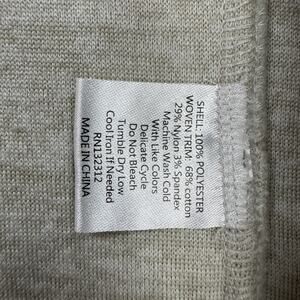 SHELL: 100% POLYESTER
WOVEN TRIM: 68% cotton
29% Nylon 3% Spandex
Machine Wash Cold
With Like Colors
Delicate Cycle
Do Not Bleach
Tumble Dry Low
Cool Iron If Needed
RN132312
MADE IN CHINA